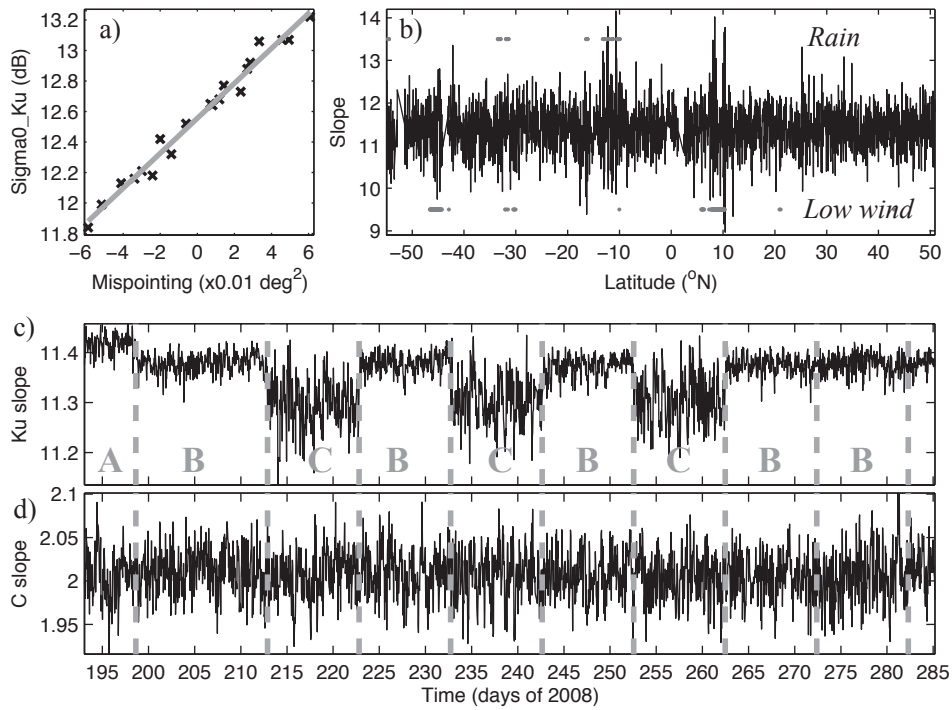 a)
13.2
13
12.8
12.6
12.4
12.2
12
11.8
Sigma0_Ku (dB)
−6 −4 −2 0 2 4 6
Mispointing (x0.01 deg²)
b)
Rain
Low wind
14
13
12
11
10
9
Slope
−50 −40 −30 −20 −10 0 10 20 30 40 50
Latitude (°N)
c)
11.4
11.3
11.2
Ku slope
A B C B C B C B B
d)
2.1
2.05
2
1.95
C slope
195 200 205 210 215 220 225 230 235 240 245 250 255 260 265 270 275 280 285
Time (days of 2008)